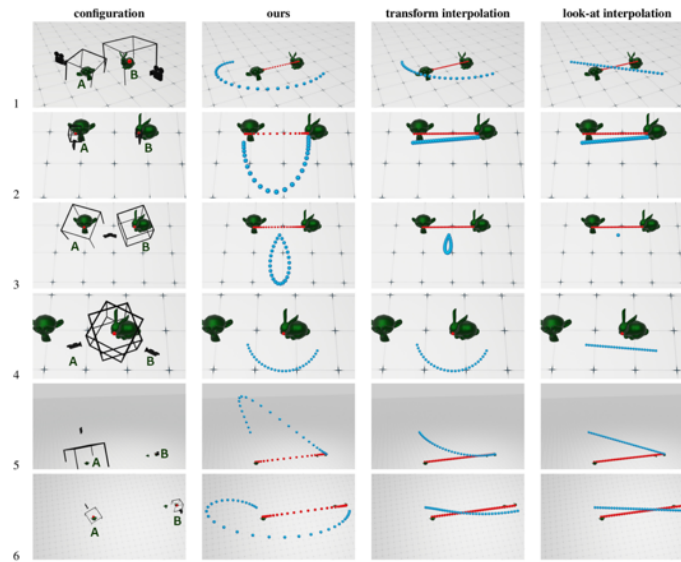 configuration ours transform interpolation look-at interpolation
A B
1
A B
2
A B
3
A B
4
A B
5
A B
6